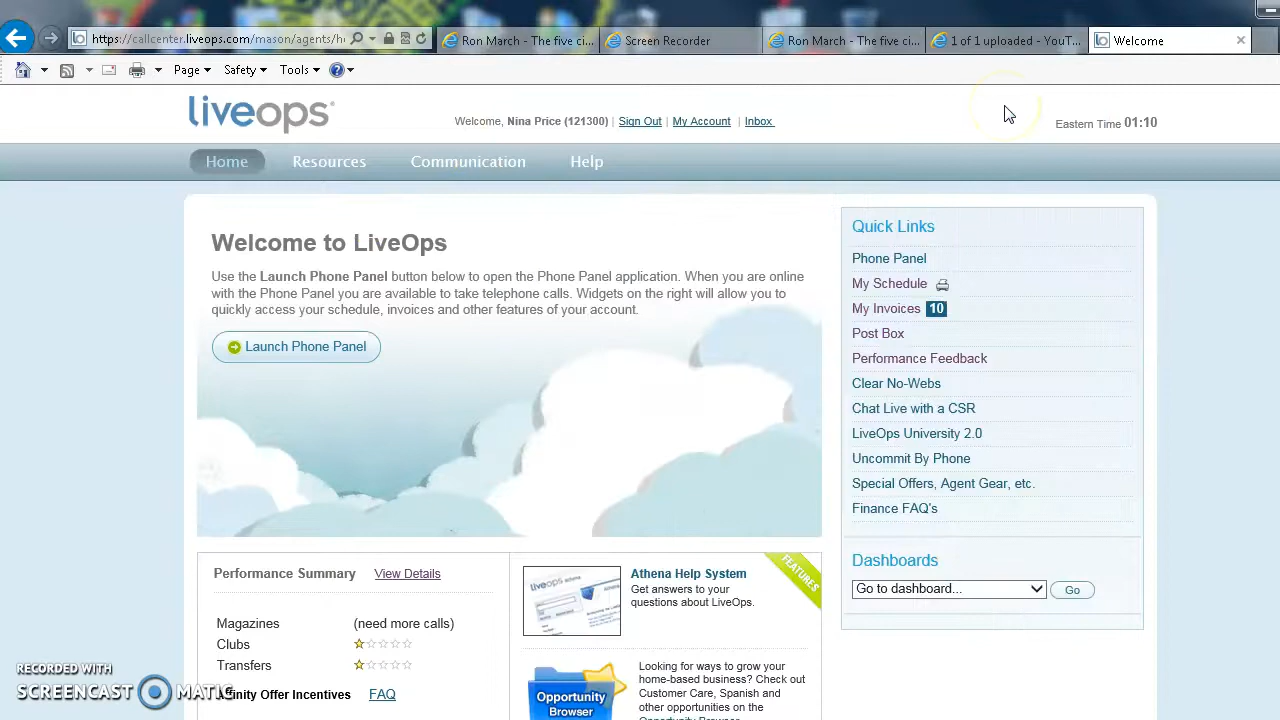 https://callcenter.liveops.com/mason/agents/h
Ron March - The five ci...
Screen Recorder
Ron March - The five ci...
1 of 1 uploaded - YouT...
Welcome
Page
Safety
Tools
liveops
Welcome, Nina Price (121300) | Sign Out | My Account | Inbox
Eastern Time 01:10
Home
Resources
Communication
Help
Welcome to LiveOps
Use the Launch Phone Panel button below to open the Phone Panel application. When you are online
with the Phone Panel you are available to take telephone calls. Widgets on the right will allow you to
quickly access your schedule, invoices and other features of your account.
Launch Phone Panel
Quick Links
Phone Panel
My Schedule
My Invoices 10
Post Box
Performance Feedback
Clear No-Webs
Chat Live with a CSR
LiveOps University 2.0
Uncommit By Phone
Special Offers, Agent Gear, etc.
Finance FAQ's
Dashboards
Go to dashboard...
Go
Performance Summary View Details
Magazines (need more calls)
Clubs
Transfers
finity Offer Incentives FAQ
Athena Help System
Get answers to your
questions about LiveOps.
FEATURES
Opportunity
Browser
Looking for ways to grow your
home-based business? Check out
Customer Care, Spanish and
other opportunities on the
Opportunity Browser
RECORDED WITH
SCREENCAST MATIC